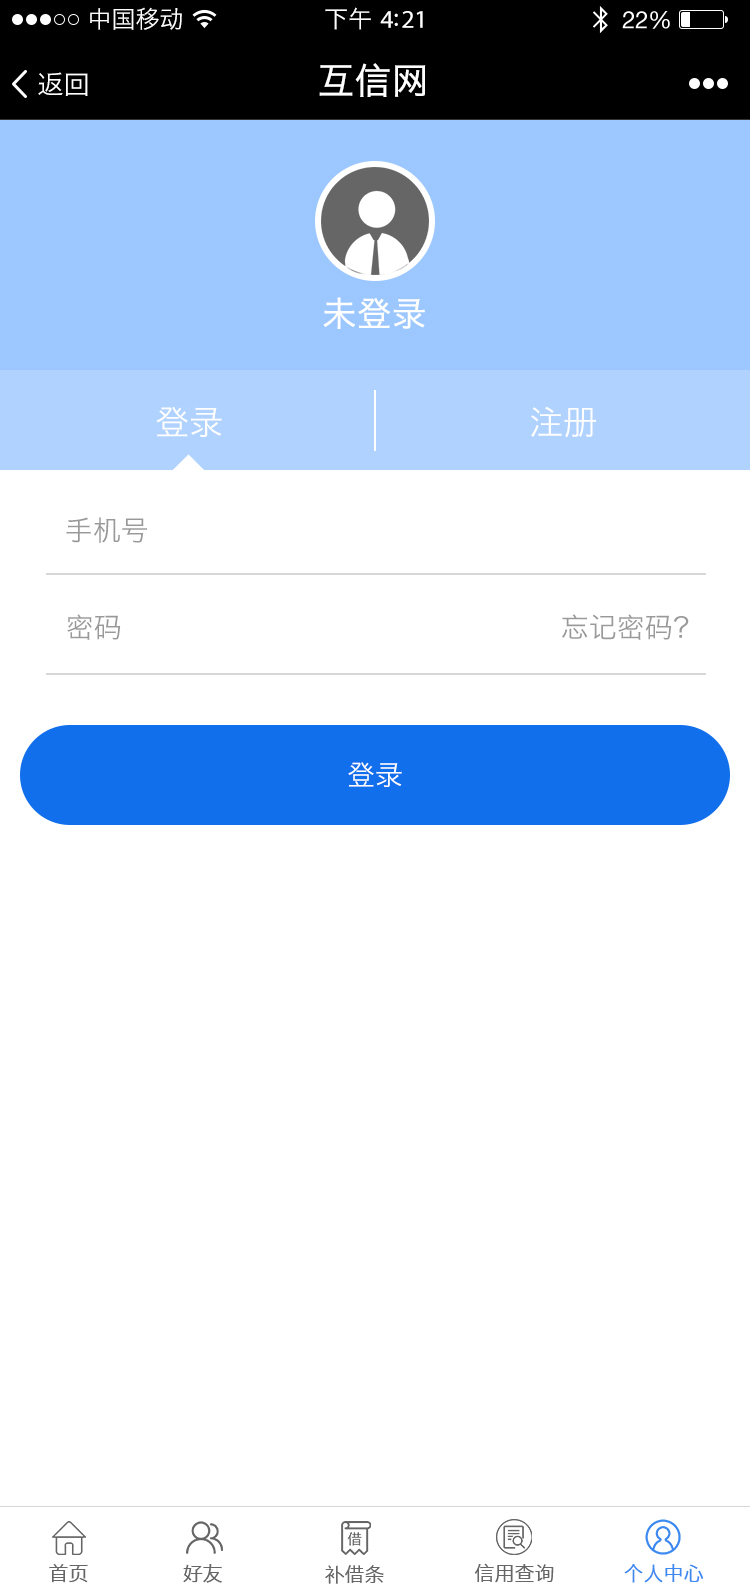 中国移动 下午 4:21 22%
返回 互信网
未登录
登录 注册
手机号
密码 忘记密码?
登录
借
首页 好友 补借条 信用查询 个人中心